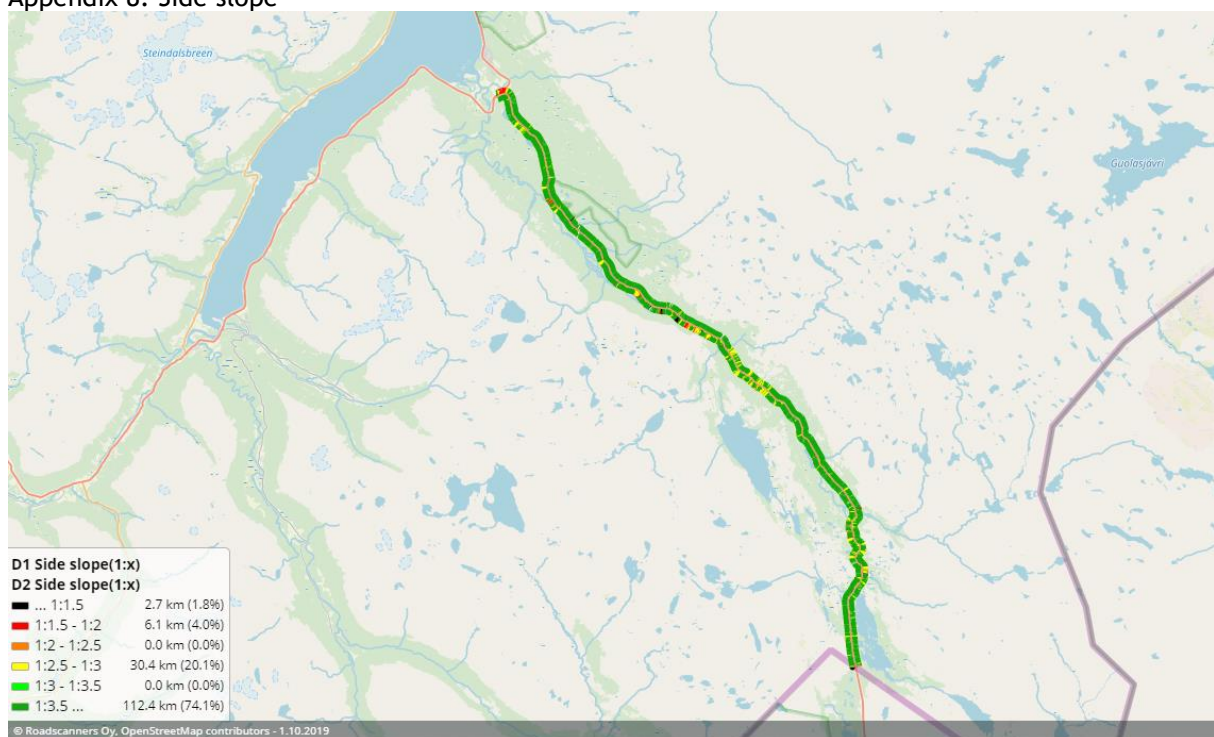 Appendix 8. Side slope
Steindalsbreen
Guolasjávri
D1 Side slope(1:x)
D2 Side slope(1:x)
... 1:1.5 2.7 km (1.8%)
1:1.5 - 1:2 6.1 km (4.0%)
1:2 - 1:2.5 0.0 km (0.0%)
1:2.5 - 1:3 30.4 km (20.1%)
1:3 - 1:3.5 0.0 km (0.0%)
1:3.5 ... 112.4 km (74.1%)
© Roadscanners Oy, OpenStreetMap contributors - 1.10.2019